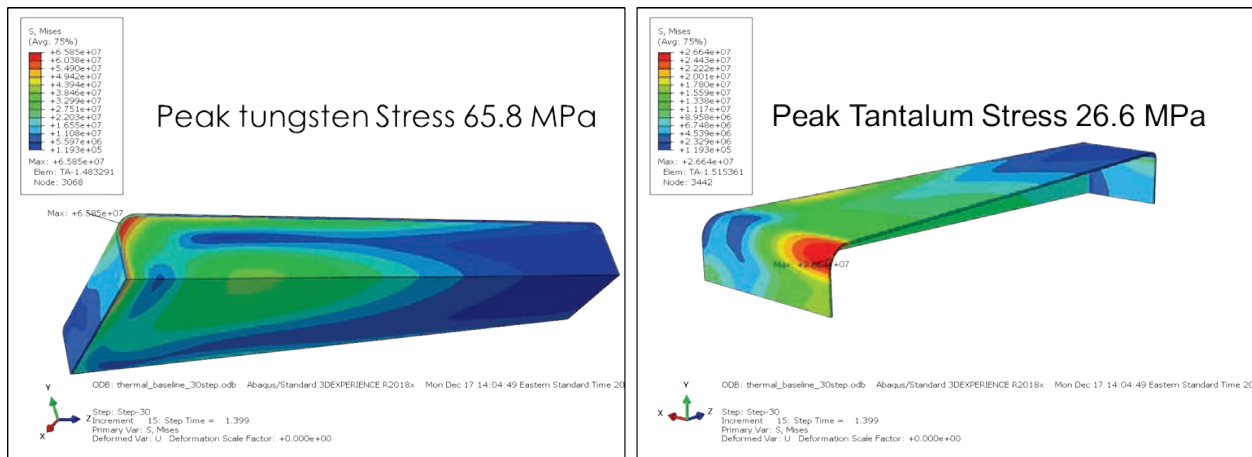 S, Mises
(Avg: 75%)
+6.585e+07
+6.038e+07
+5.490e+07
+4.942e+07
+4.394e+07
+3.846e+07
+3.299e+07
+2.751e+07
+2.203e+07
+1.655e+07
+1.108e+07
+5.597e+06
+1.193e+05
Max: +6.585e+07
Elem: TA-1.483291
Node: 3068
Peak tungsten Stress 65.8 MPa
Max: +6.585e+07
Y
Z
X
ODB: thermal_baseline_30step.odb Abaqus/Standard 3DEXPERIENCE R2018x Mon Dec 17 14:04:49 Eastern Standard Time 20
Step: Step-30
Increment 15: Step Time = 1.399
Primary Var: S, Mises
Deformed Var: U Deformation Scale Factor: +0.000e+00
S, Mises
(Avg: 75%)
+2.664e+07
+2.443e+07
+2.222e+07
+2.001e+07
+1.780e+07
+1.559e+07
+1.338e+07
+1.117e+07
+8.958e+06
+6.748e+06
+4.539e+06
+2.329e+06
+1.193e+05
Max: +2.664e+07
Elem: TA-1.515361
Node: 3442
Peak Tantalum Stress 26.6 MPa
Max: +2.664e+07
Y
X
Z
ODB: thermal_baseline_30step.odb Abaqus/Standard 3DEXPERIENCE R2018x Mon Dec 17 14:04:49 Eastern Standard Time 20
Step: Step-30
Increment 15: Step Time = 1.399
Primary Var: S, Mises
Deformed Var: U Deformation Scale Factor: +0.000e+00